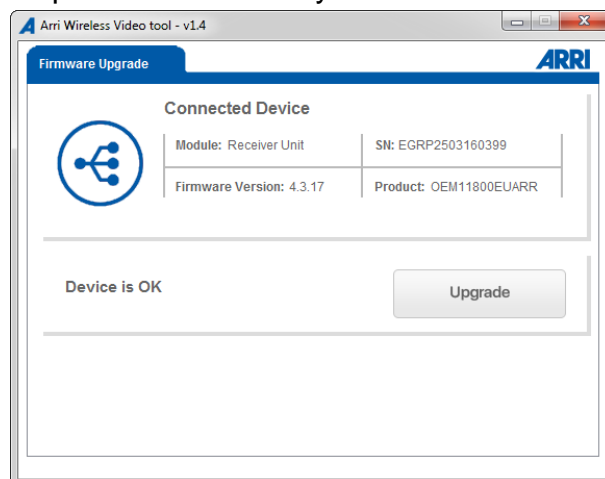 Arri Wireless Video tool - v1.4
Firmware Upgrade
ARRI
Connected Device
Module: Receiver Unit
SN: EGRP2503160399
Firmware Version: 4.3.17
Product: OEM11800EUARR
Device is OK
Upgrade